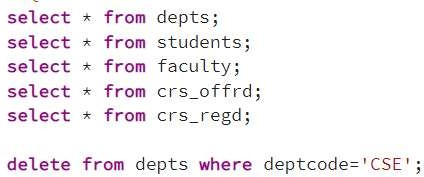 select * from depts;
select * from students;
select * from faculty;
select * from crs_offrd;
select * from crs_regd;
delete from depts where deptcode='CSE';